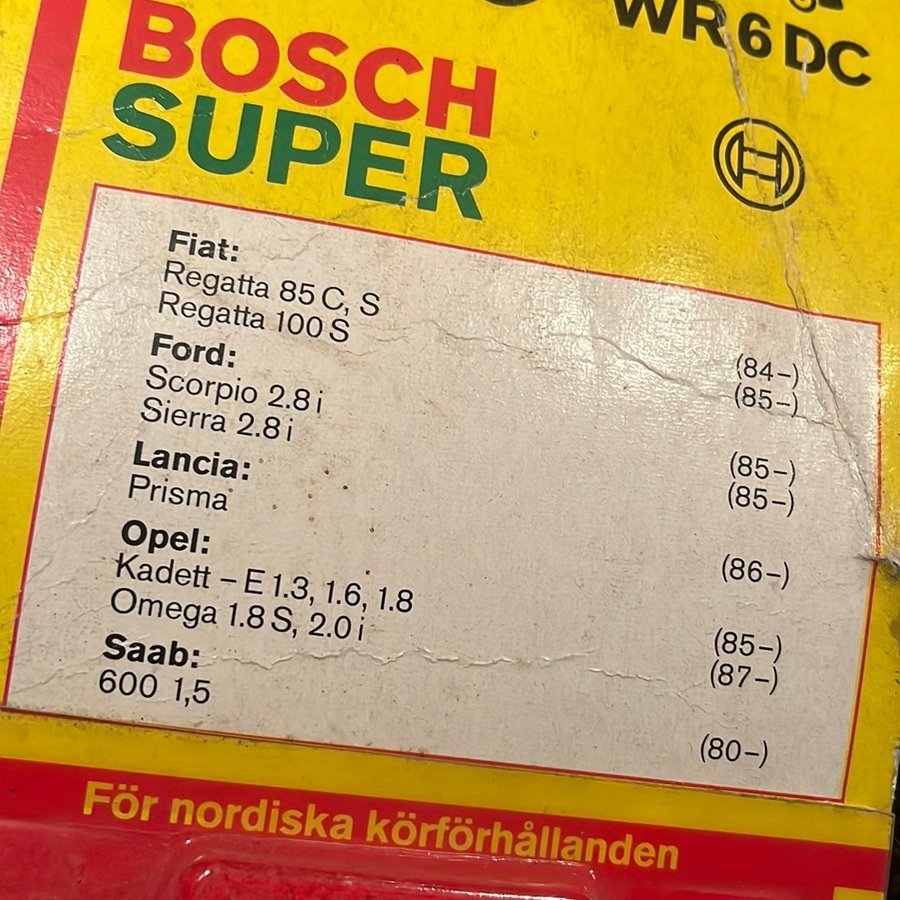 WR 6 DC
BOSCH
SUPER
Fiat:
Regatta 85 C, S (84–)
Regatta 100 S (85–)
Ford:
Scorpio 2.8 i (85–)
Sierra 2.8 i (85–)
Lancia:
Prisma (86–)
Opel:
Kadett – E 1.3, 1.6, 1.8 (85–)
Omega 1.8 S, 2.0 i (87–)
Saab:
600 1,5 (80–)
För nordiska körförhållanden